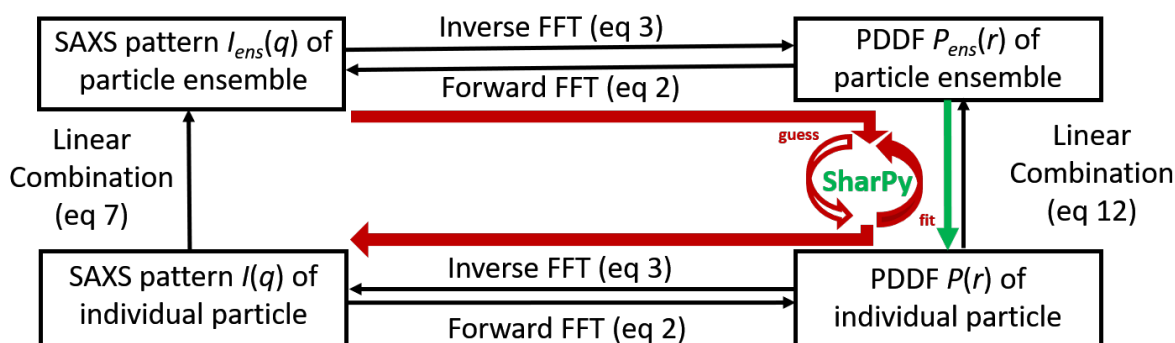 SAXS pattern I_ens(q) of
particle ensemble
Inverse FFT (eq 3)
Forward FFT (eq 2)
PDDF P_ens(r) of
particle ensemble
Linear
Combination
(eq 7)
guess
SharPy
fit
Linear
Combination
(eq 12)
SAXS pattern I(q) of
individual particle
Inverse FFT (eq 3)
Forward FFT (eq 2)
PDDF P(r) of
individual particle